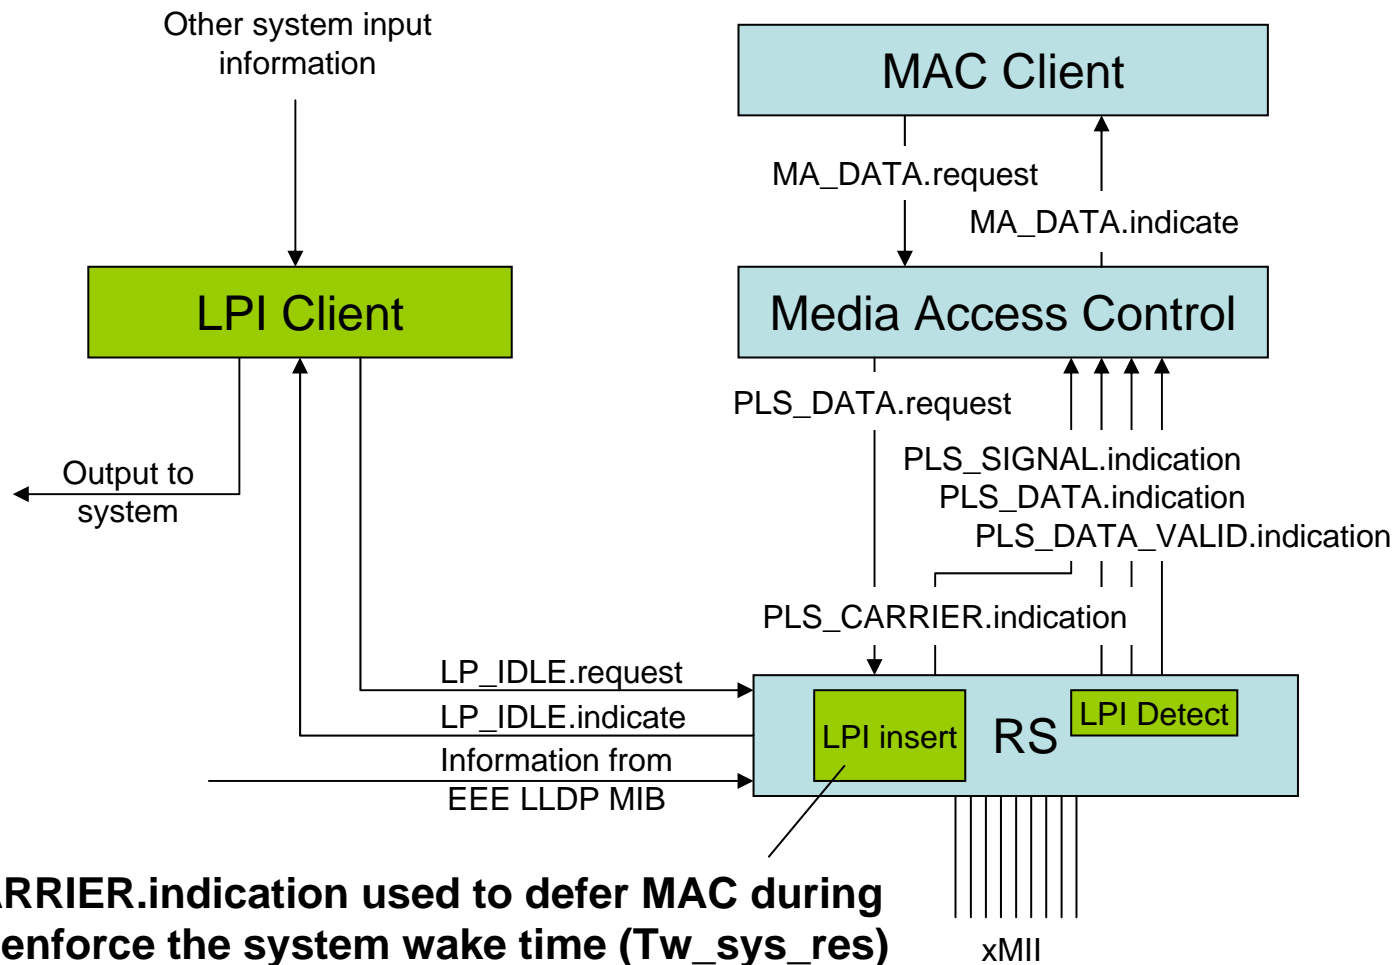 Other system input
information
MAC Client
MA_DATA.request
MA_DATA.indicate
LPI Client
Media Access Control
PLS_DATA.request
Output to
system
PLS_SIGNAL.indication
PLS_DATA.indication
PLS_DATA_VALID.indication
PLS_CARRIER.indication
LP_IDLE.request
LP_IDLE.indicate
Information from
EEE LLDP MIB
LPI insert
RS
LPI Detect
ARRIER.indication used to defer MAC during
enforce the system wake time (Tw_sys_res)
xMII